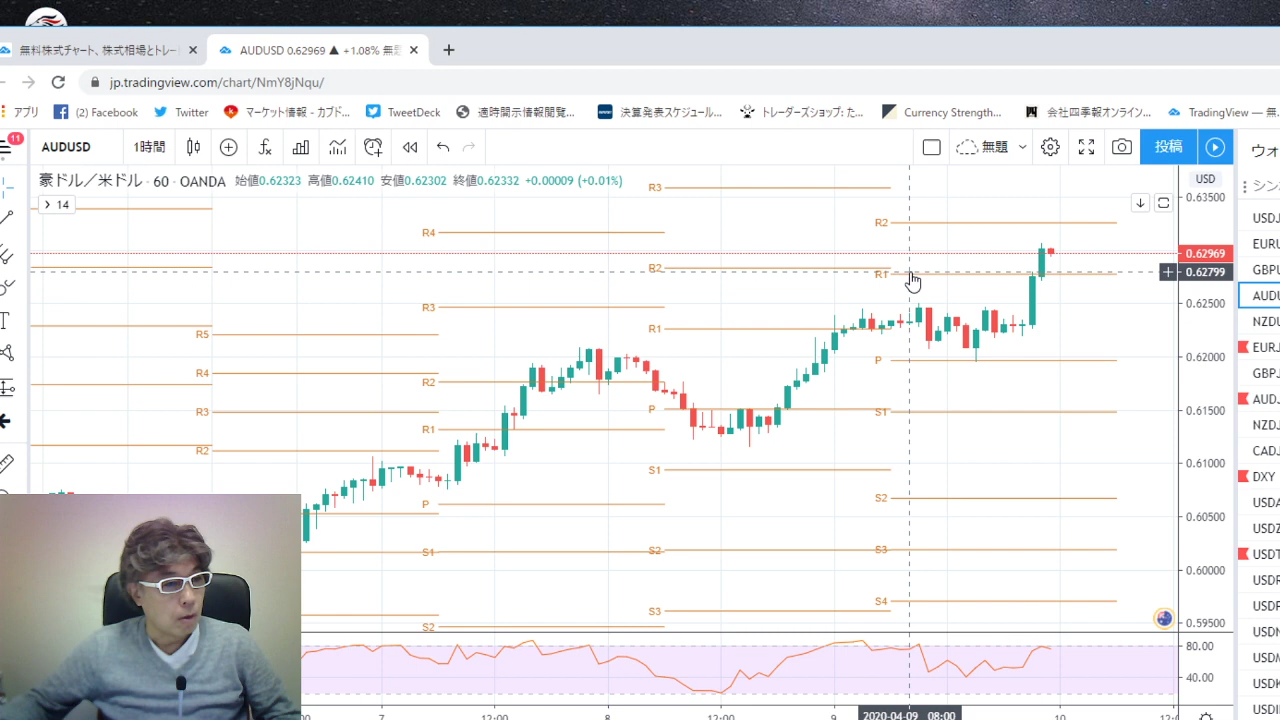 無料株式チャート、株式相場とトレー
AUDUSD 0.62969 ▲ +1.08% 無題
jp.tradingview.com/chart/NmY8jNqu/
アプリ (2) Facebook Twitter マーケット情報 - カブド... TweetDeck 適時開示情報閲覧... 決算発表スケジュール... トレーダーズショップ: た... Currency Strength... 会社四季報オンライン... TradingView — 無
11
AUDUSD 1時間 無題 投稿 ウォ
豪ドル／米ドル · 60 · OANDA 始値0.62323 高値0.62410 安値0.62302 終値0.62332 +0.00009 (+0.01%)
USD
シン
14
R3
0.63500
USDJ
R2
R4
EURU
0.62969
R2
R1
0.62799
GBPU
AUDU
R3
0.62500
NZDU
R5
R1
EURJ
0.62000
P
R4
GBPJ
R2
AUDJ
R3
P
S1
0.61500
NZDJ
R1
R2
CADJ
0.61000
S1
DXY
S2
P
0.60500
USDA
USDZ
S1
S2
S3
USDT
0.60000
USDR
S4
S3
USDP
S2
0.59500
USDN
80.00
USDM
40.00
USDK
7 12:00 8 12:00 9 2020-04-09 08:00 10
USDI